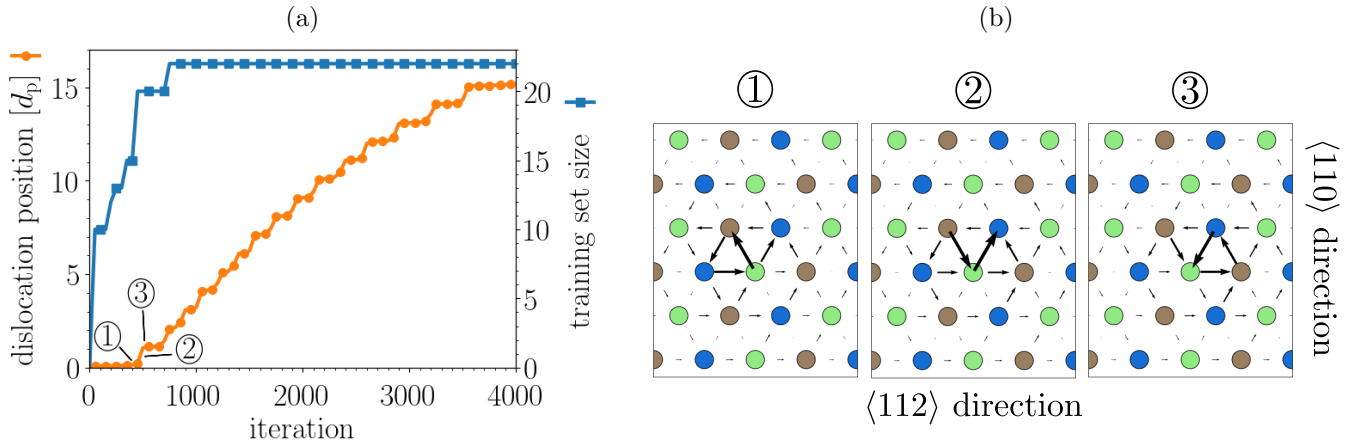 (a)
(b)
dislocation position [dp]
15
10
5
0
20
15
10
5
0
training set size
①
③
②
0
1000
2000
3000
4000
iteration
①
②
③
⟨110⟩ direction
⟨112⟩ direction